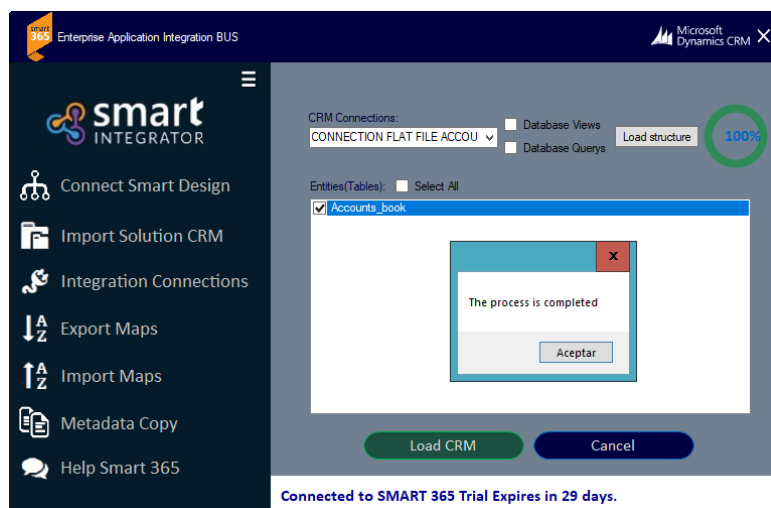 smart
365
Enterprise Application Integration BUS
Microsoft
Dynamics CRM
smart
INTEGRATOR
Connect Smart Design
Import Solution CRM
Integration Connections
A
Z
Export Maps
A
Z
Import Maps
Metadata Copy
Help Smart 365
CRM Connections:
CONNECTION FLAT FILE ACCOU
Database Views
Database Querys
Load structure
100%
Entities(Tables):
Select All
Accounts_book
x
The process is completed
Aceptar
Load CRM
Cancel
Connected to SMART 365 Trial Expires in 29 days.